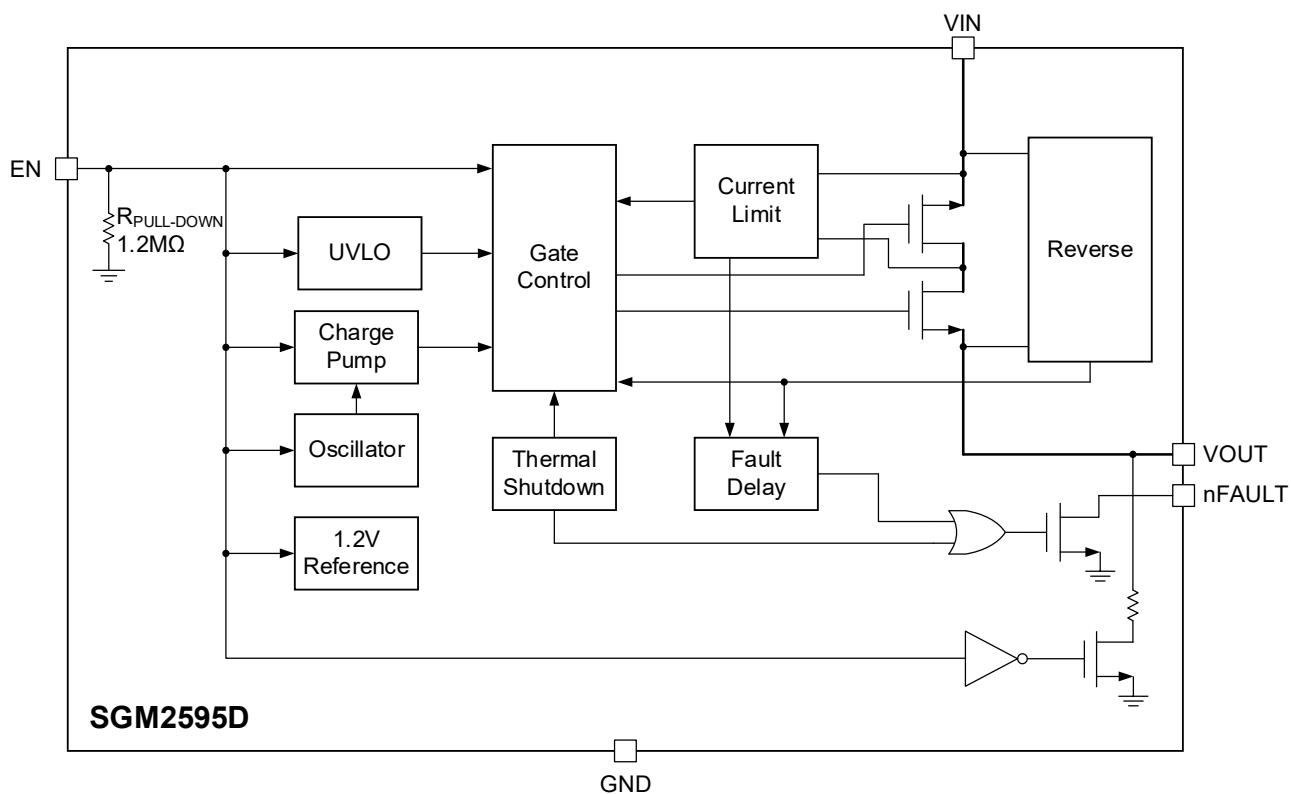 VIN
EN
R PULL-DOWN
1.2MΩ
UVLO
Gate
Control
Current
Limit
Reverse
Charge
Pump
Oscillator
Thermal
Shutdown
Fault
Delay
VOUT
nFAULT
1.2V
Reference
SGM2595D
GND